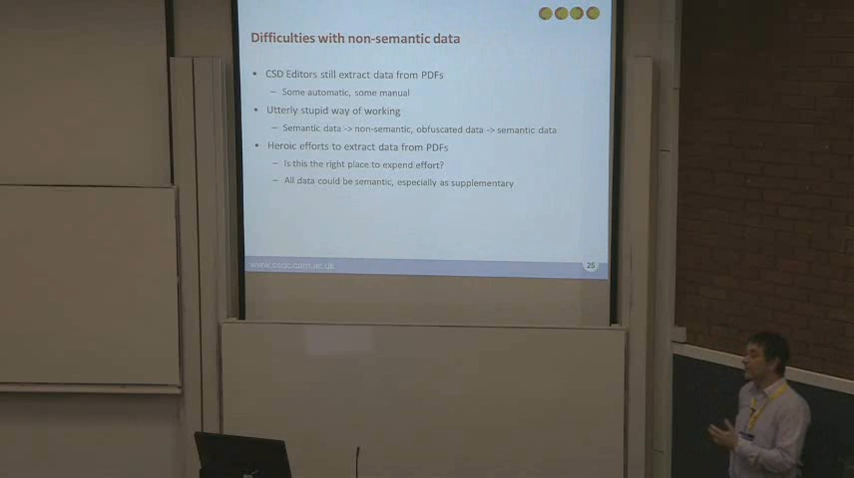 Difficulties with non-semantic data
• CSD Editors still extract data from PDFs
– Some automatic, some manual
• Utterly stupid way of working
– Semantic data -> non-semantic, obfuscated data -> semantic data
• Heroic efforts to extract data from PDFs
– Is this the right place to expend effort?
– All data could be semantic, especially as supplementary
www.ccdc.cam.ac.uk
25